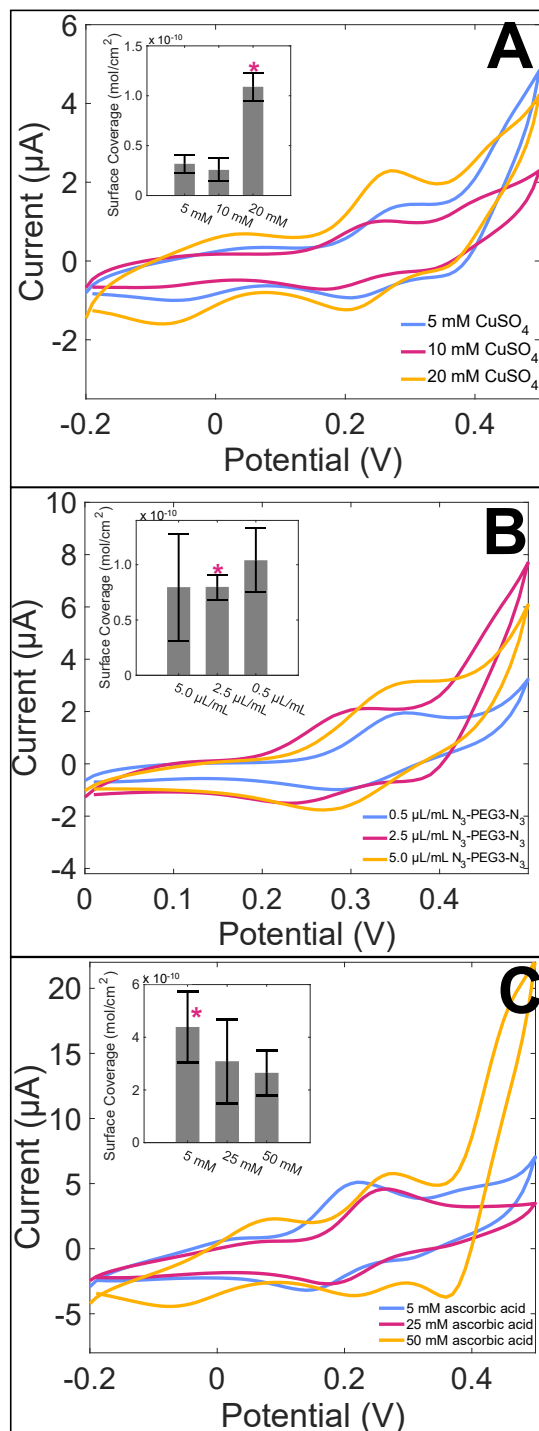 A
6
4
2
0
-2
Current (µA)
-0.2
0
0.2
0.4
Potential (V)
x 10⁻¹⁰
1.5
1.0
0.5
0
Surface Coverage (mol/cm²)
*
5 mM
10 mM
20 mM
5 mM CuSO₄
10 mM CuSO₄
20 mM CuSO₄
B
10
8
6
4
2
0
-2
-4
Current (µA)
0
0.1
0.2
0.3
0.4
Potential (V)
x 10⁻¹⁰
1.0
0.5
0
Surface Coverage (mol/cm²)
*
5.0 µL/mL
2.5 µL/mL
0.5 µL/mL
0.5 µL/mL N₃-PEG3-N₃
2.5 µL/mL N₃-PEG3-N₃
5.0 µL/mL N₃-PEG3-N₃
C
20
15
10
5
0
-5
Current (µA)
-0.2
0
0.2
0.4
Potential (V)
x 10⁻¹⁰
6
4
2
0
Surface Coverage (mol/cm²)
*
5 mM
25 mM
50 mM
5 mM ascorbic acid
25 mM ascorbic acid
50 mM ascorbic acid